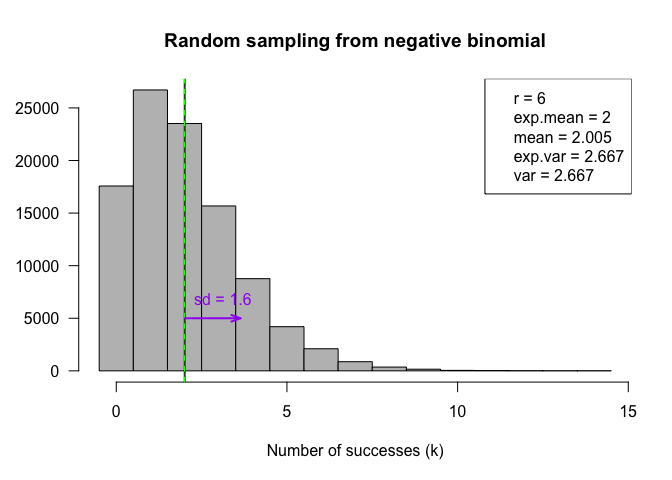 Random sampling from negative binomial
r = 6
exp.mean = 2
mean = 2.005
exp.var = 2.667
var = 2.667
25000
20000
15000
10000
5000
0
sd = 1.6
0 5 10 15
Number of successes (k)